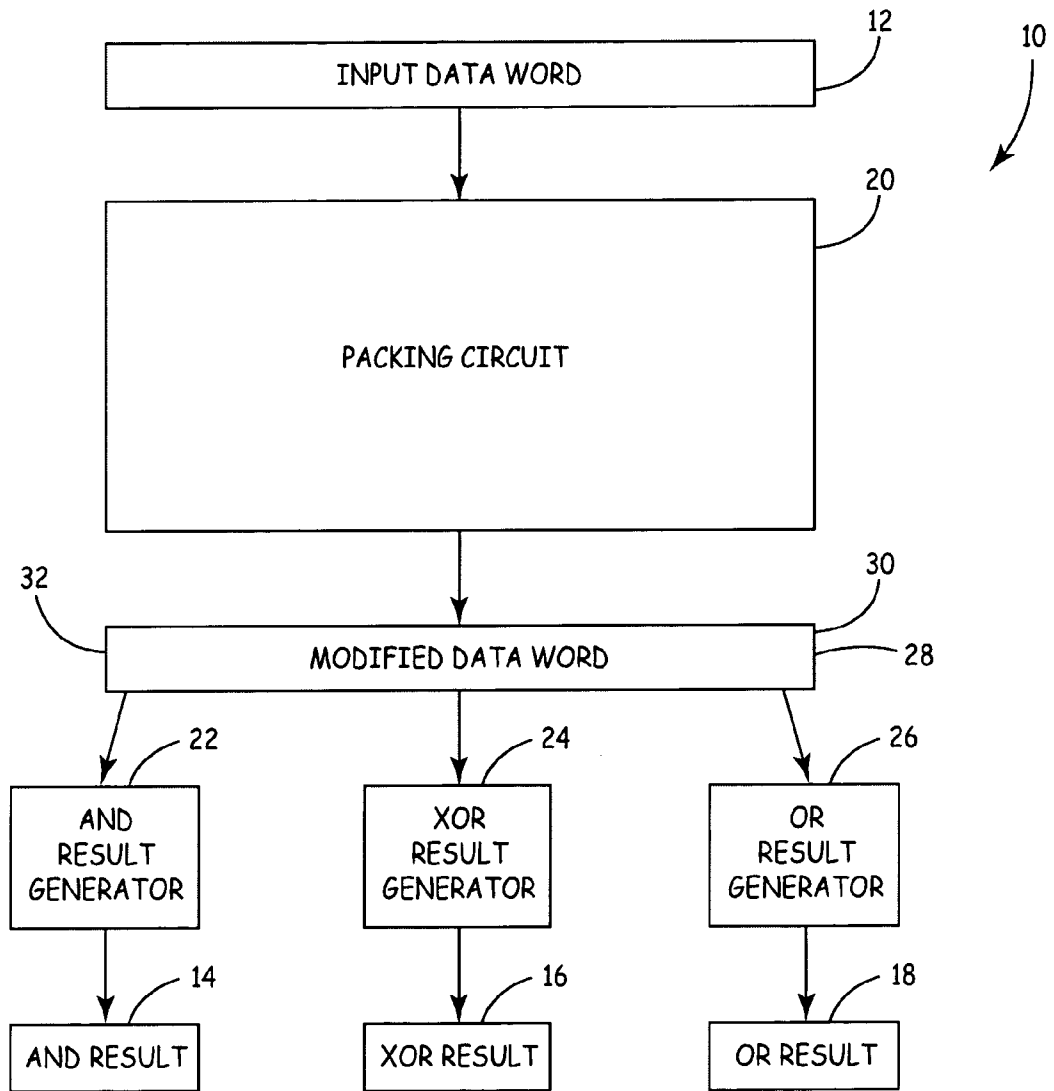 12
10
INPUT DATA WORD
20
PACKING CIRCUIT
32
30
MODIFIED DATA WORD
28
22
24
26
AND
RESULT
GENERATOR
XOR
RESULT
GENERATOR
OR
RESULT
GENERATOR
14
16
18
AND RESULT
XOR RESULT
OR RESULT